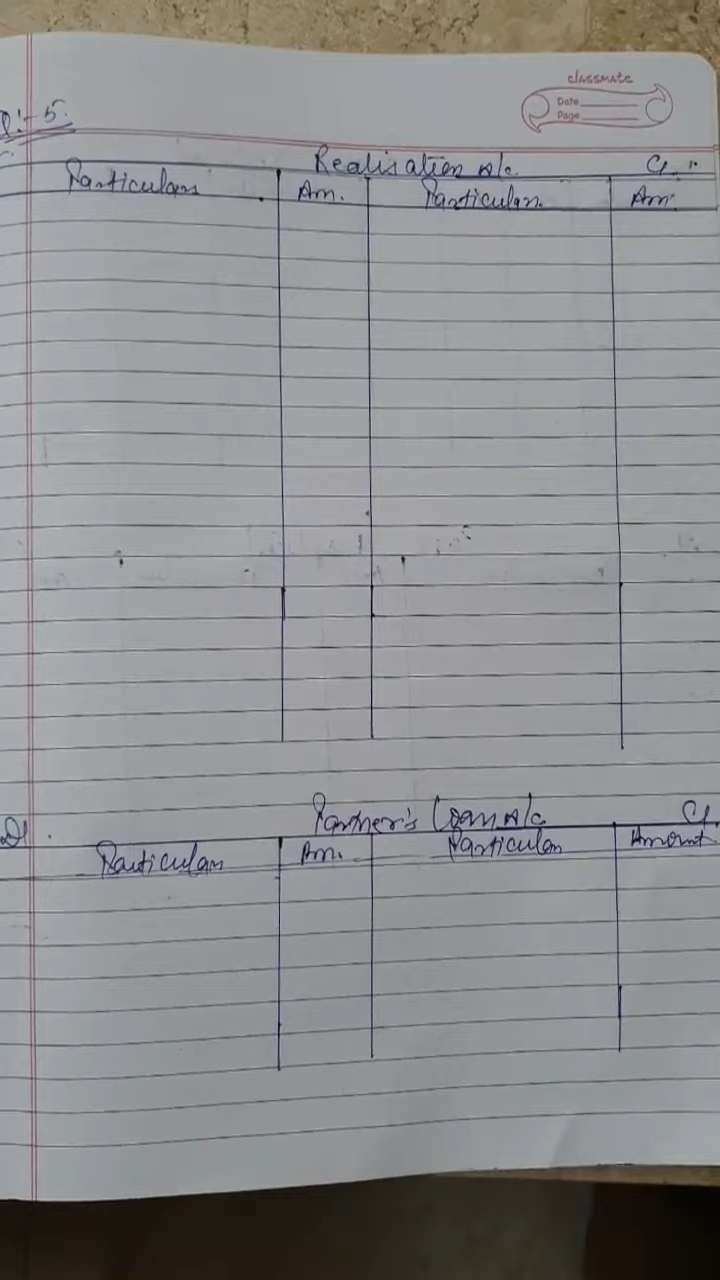 classmate
Date
Page
Q:- 5.
Realisation A/c. Cr.
Particulars Am. Particulars Am.
Dr. Partner's Loan A/c Cr.
Particulars Am. Particulars Amount